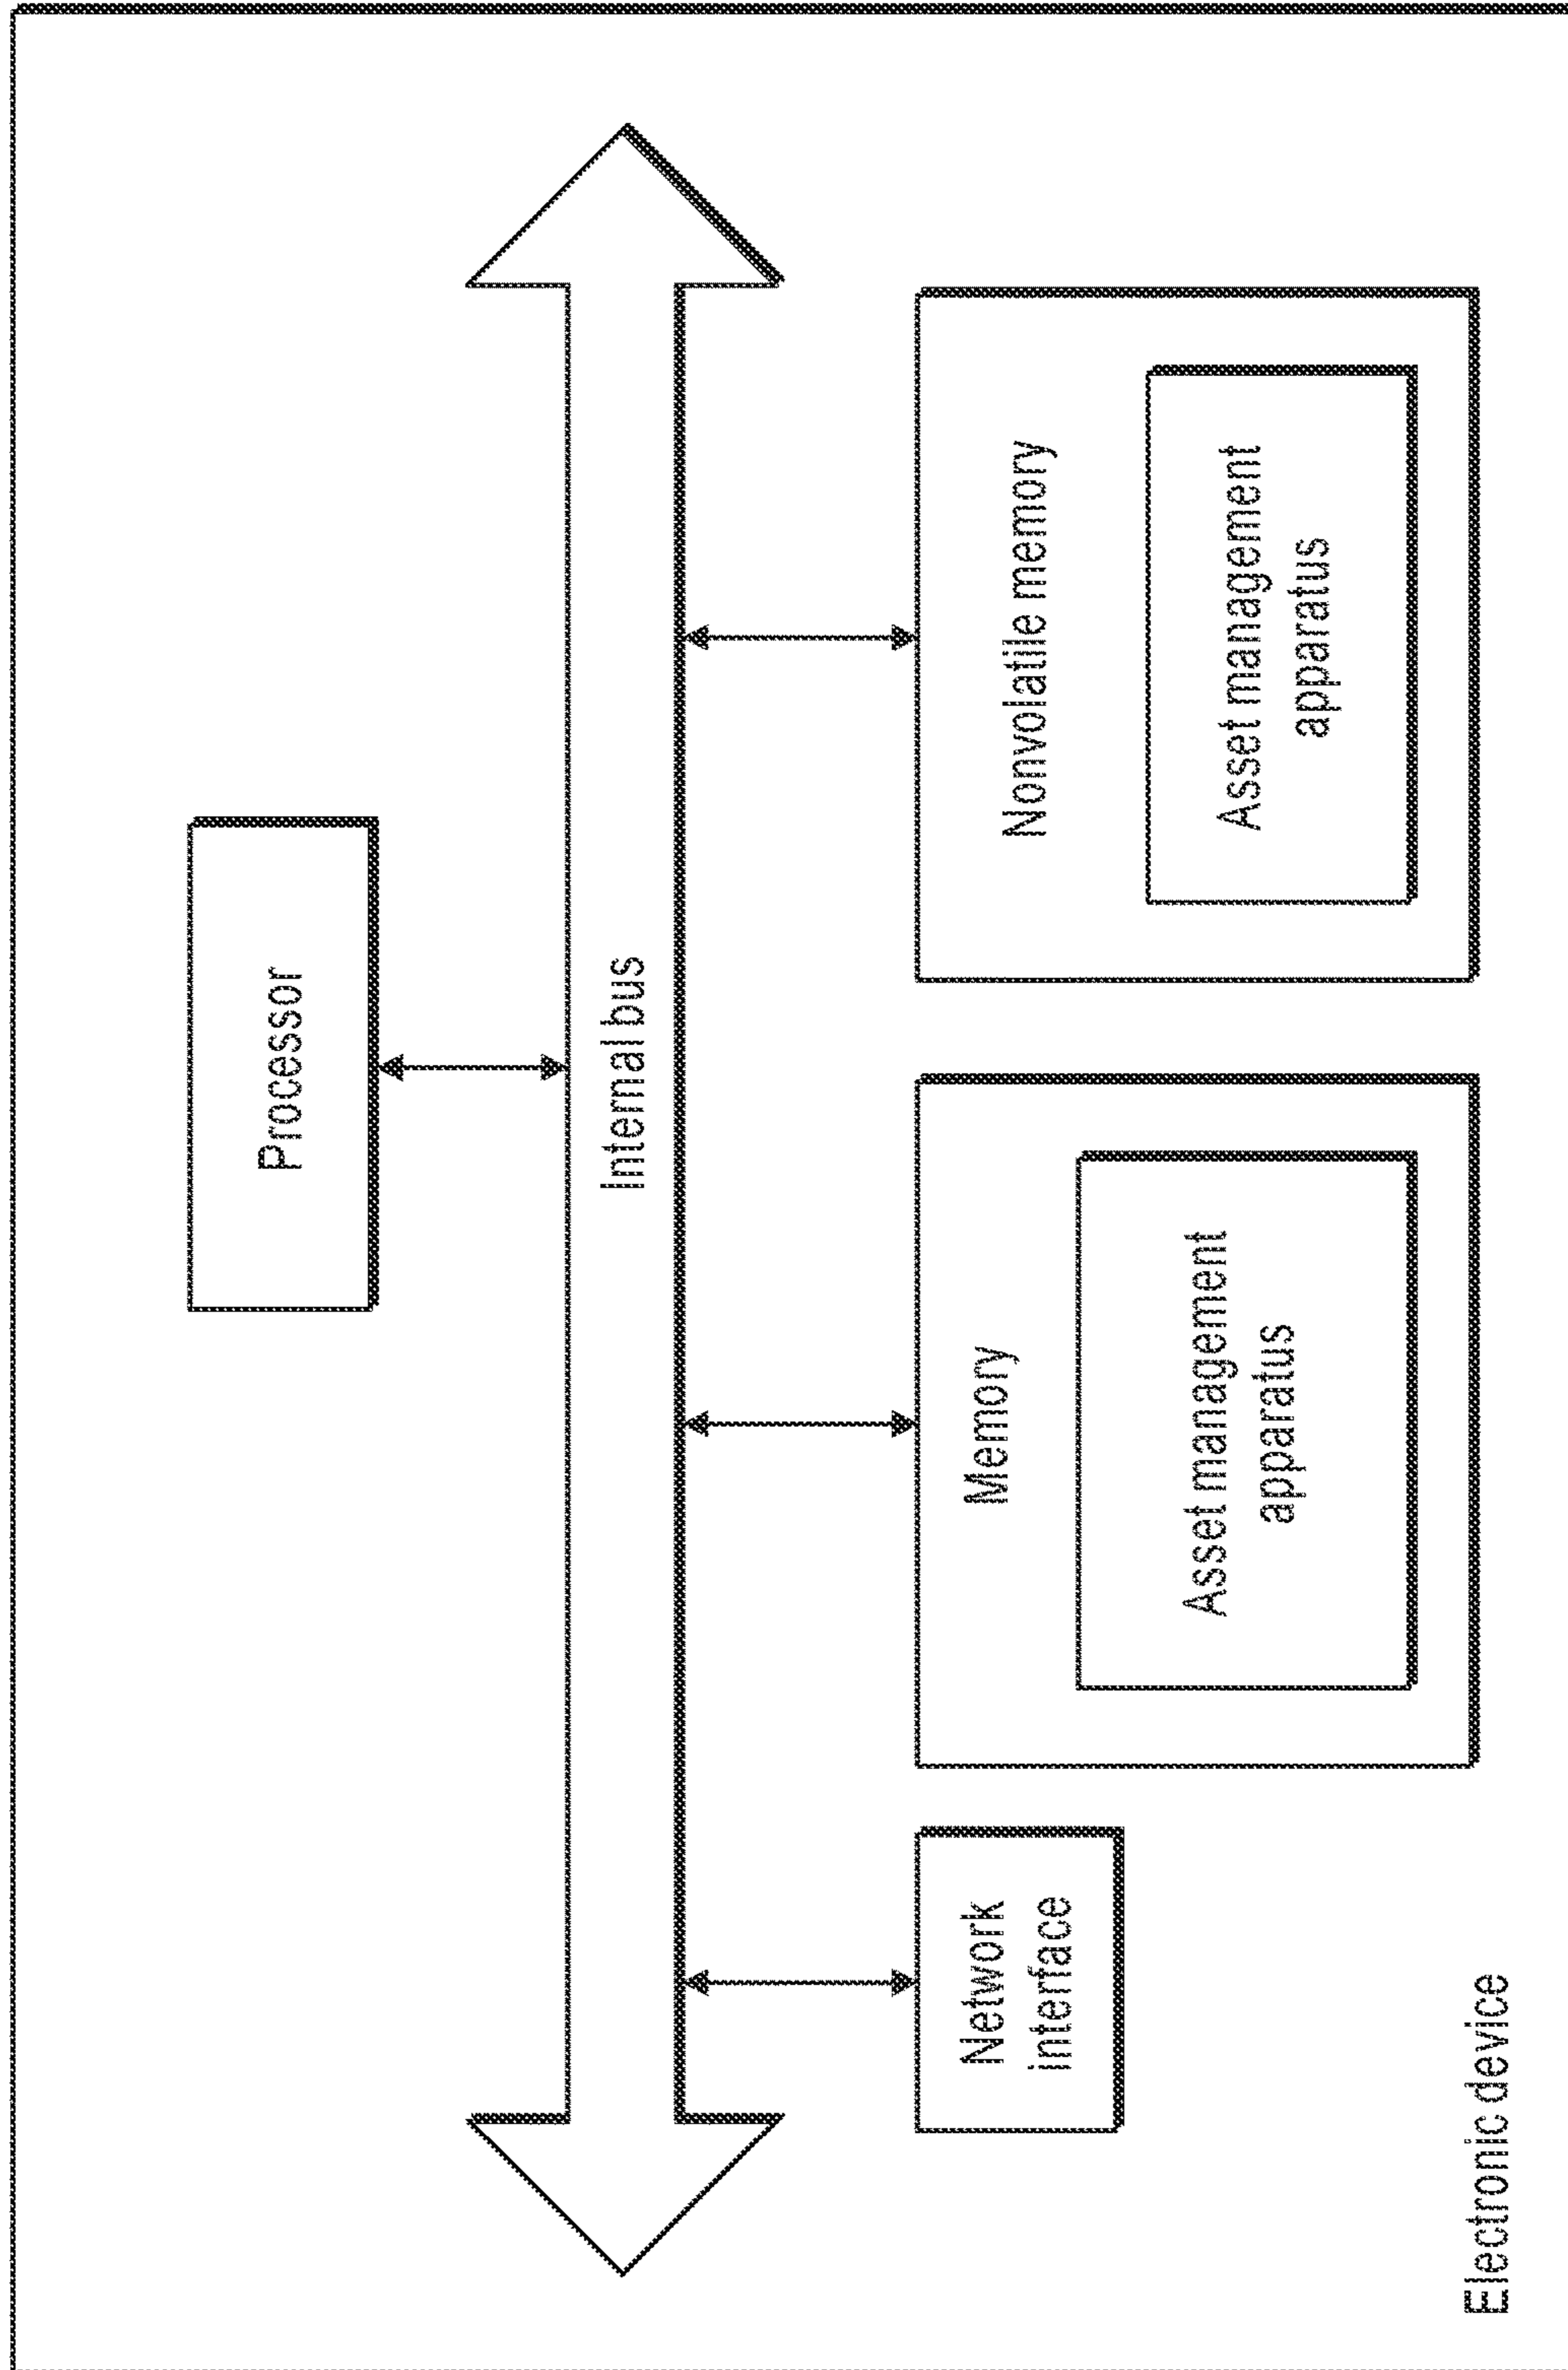 Processor
Internal bus
Network
interface
Memory
Asset management
apparatus
Nonvolatile memory
Asset management
apparatus
Electronic device